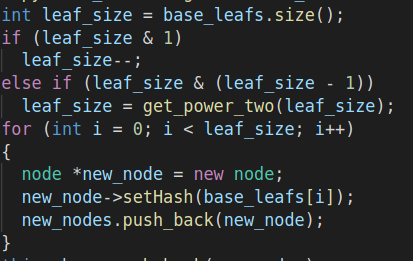 int leaf_size = base_leafs.size();
if (leaf_size & 1)
leaf_size--;
else if (leaf_size & (leaf_size - 1))
leaf_size = get_power_two(leaf_size);
for (int i = 0; i < leaf_size; i++)
{
node *new_node = new node;
new_node->setHash(base_leafs[i]);
new_nodes.push_back(new_node);
}